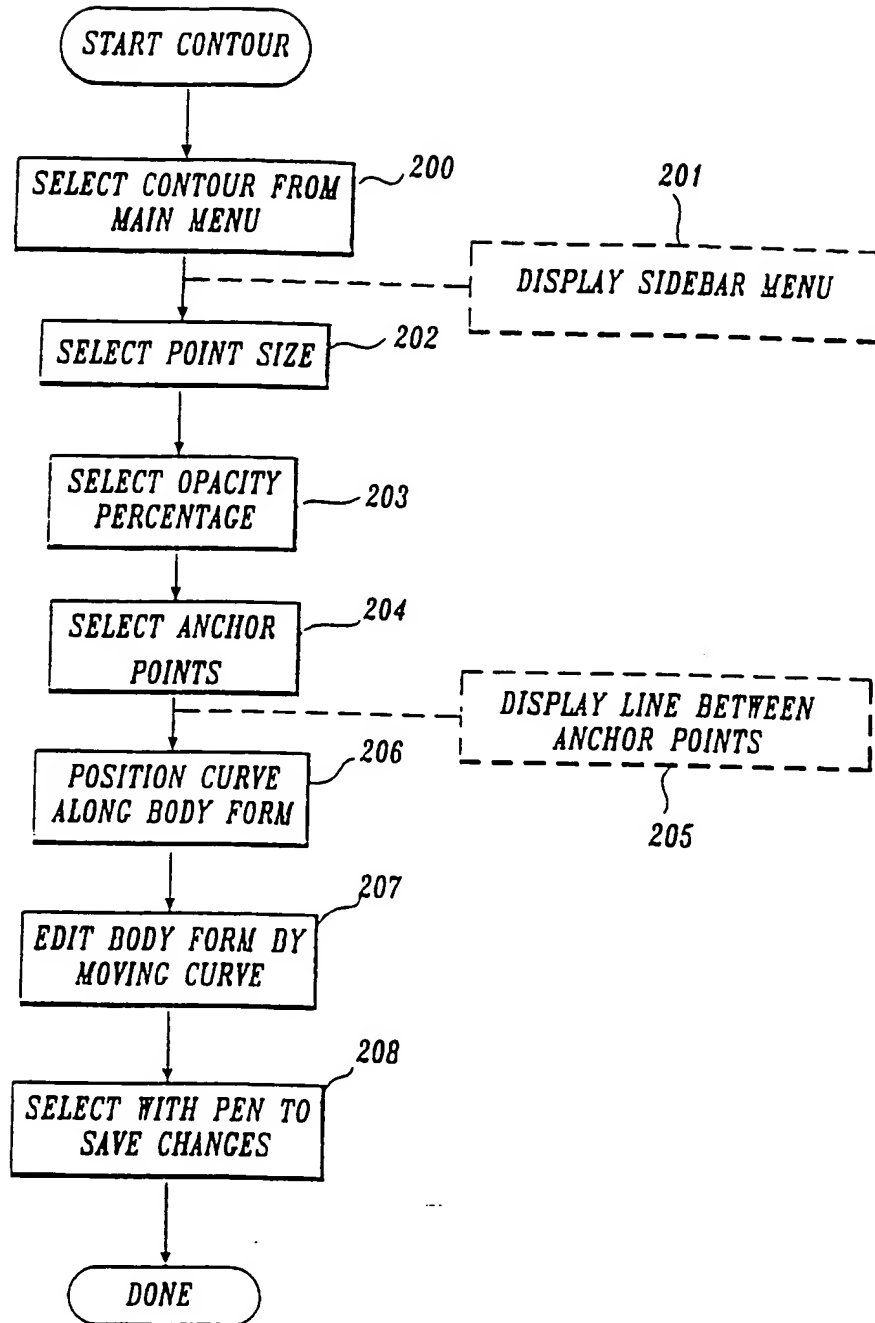 START CONTOUR
200
SELECT CONTOUR FROM
MAIN MENU
201
DISPLAY SIDEBAR MENU
202
SELECT POINT SIZE
SELECT OPACITY
PERCENTAGE
203
204
SELECT ANCHOR
POINTS
DISPLAY LINE BETWEEN
ANCHOR POINTS
205
206
POSITION CURVE
ALONG BODY FORM
207
EDIT BODY FORM BY
MOVING CURVE
208
SELECT WITH PEN TO
SAVE CHANGES
DONE